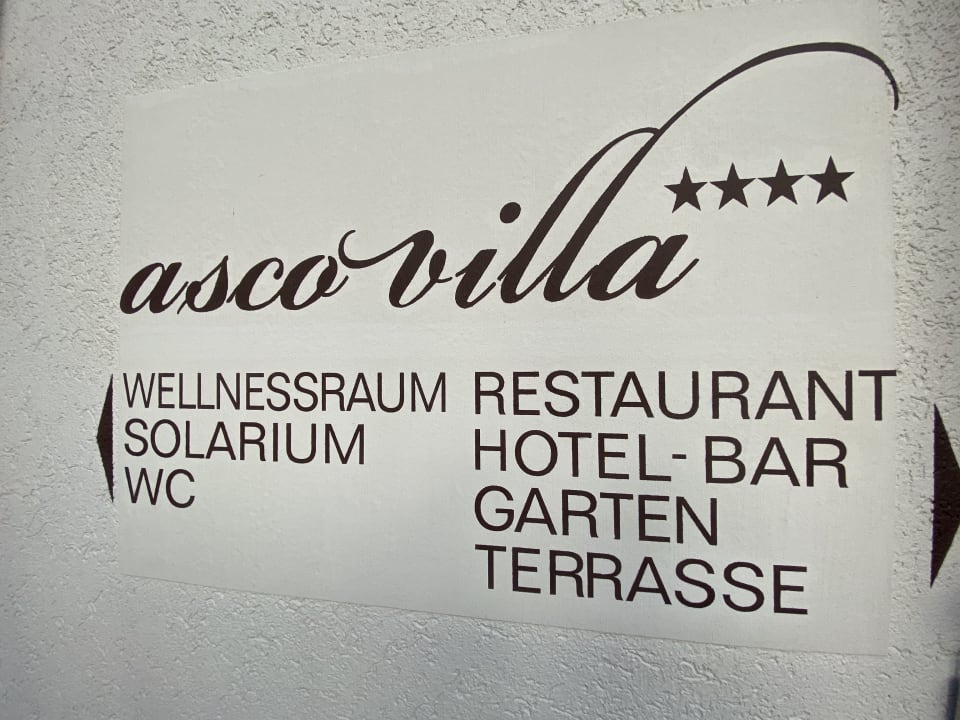 asco villa ★★★★
WELLNESSRAUM
SOLARIUM
WC
RESTAURANT
HOTEL-BAR
GARTEN
TERRASSE